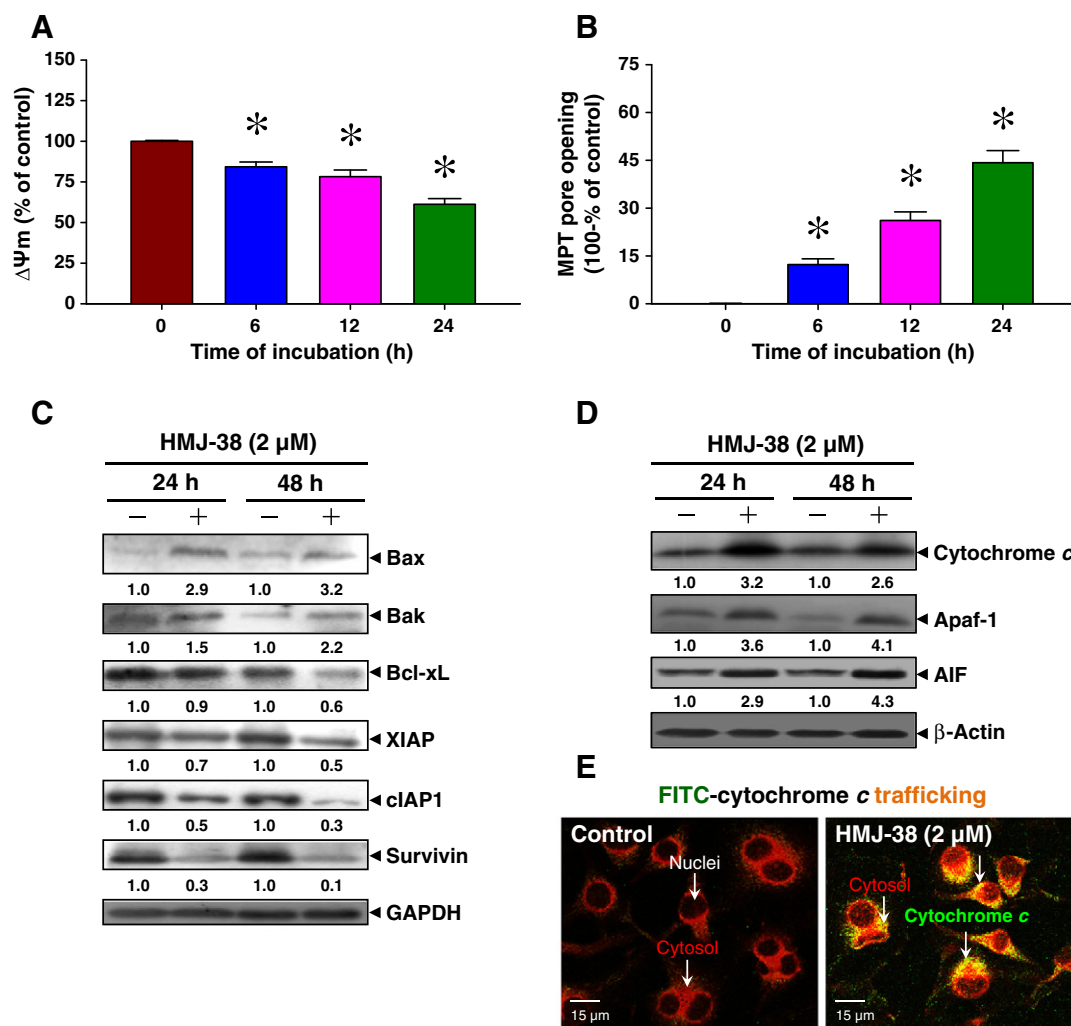 A
150
125
100
75
50
25
0
ΔΨm (% of control)
*
*
*
0 6 12 24
Time of incubation (h)
B
75
60
45
30
15
0
MPT pore opening
(100-% of control)
*
*
*
0 6 12 24
Time of incubation (h)
C
HMJ-38 (2 μM)
24 h 48 h
− + − +
Bax
1.0 2.9 1.0 3.2
Bak
1.0 1.5 1.0 2.2
Bcl-xL
1.0 0.9 1.0 0.6
XIAP
1.0 0.7 1.0 0.5
cIAP1
1.0 0.5 1.0 0.3
Survivin
1.0 0.3 1.0 0.1
GAPDH
D
HMJ-38 (2 μM)
24 h 48 h
− + − +
Cytochrome c
1.0 3.2 1.0 2.6
Apaf-1
1.0 3.6 1.0 4.1
AIF
1.0 2.9 1.0 4.3
β-Actin
E
FITC-cytochrome c trafficking
Control
Nuclei
Cytosol
15 μm
HMJ-38 (2 μM)
Cytosol
Cytochrome c
15 μm